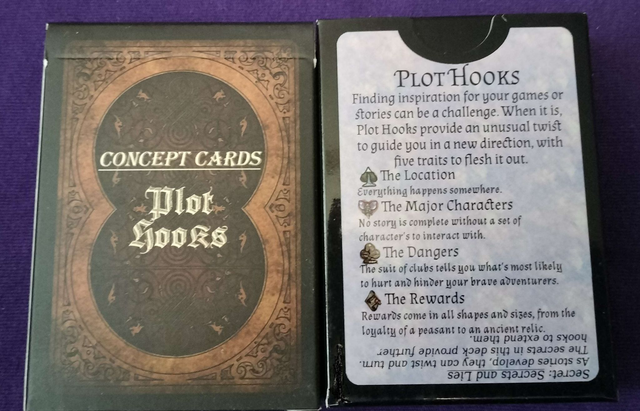 CONCEPT CARDS
Plot
Hooks
PLOT HOOKS
Finding inspiration for your games or
stories can be a challenge. When it is,
Plot Hooks provide an unusual twist
to guide you in a new direction, with
five traits to flesh it out.
The Location
Everything happens somewhere.
The Major Characters
No story is complete without a set of
character's to interact with.
The Dangers
The suit of clubs tells you what's most likely
to hurt and hinder your brave adventurers.
The Rewards
Rewards come in all shapes and sizes, from the
loyalty of a peasant to an ancient relic.
Secret: Secrets and Lies
As stories develop, they can twist and turn.
The secrets in this deck provide further
hooks to extend them.